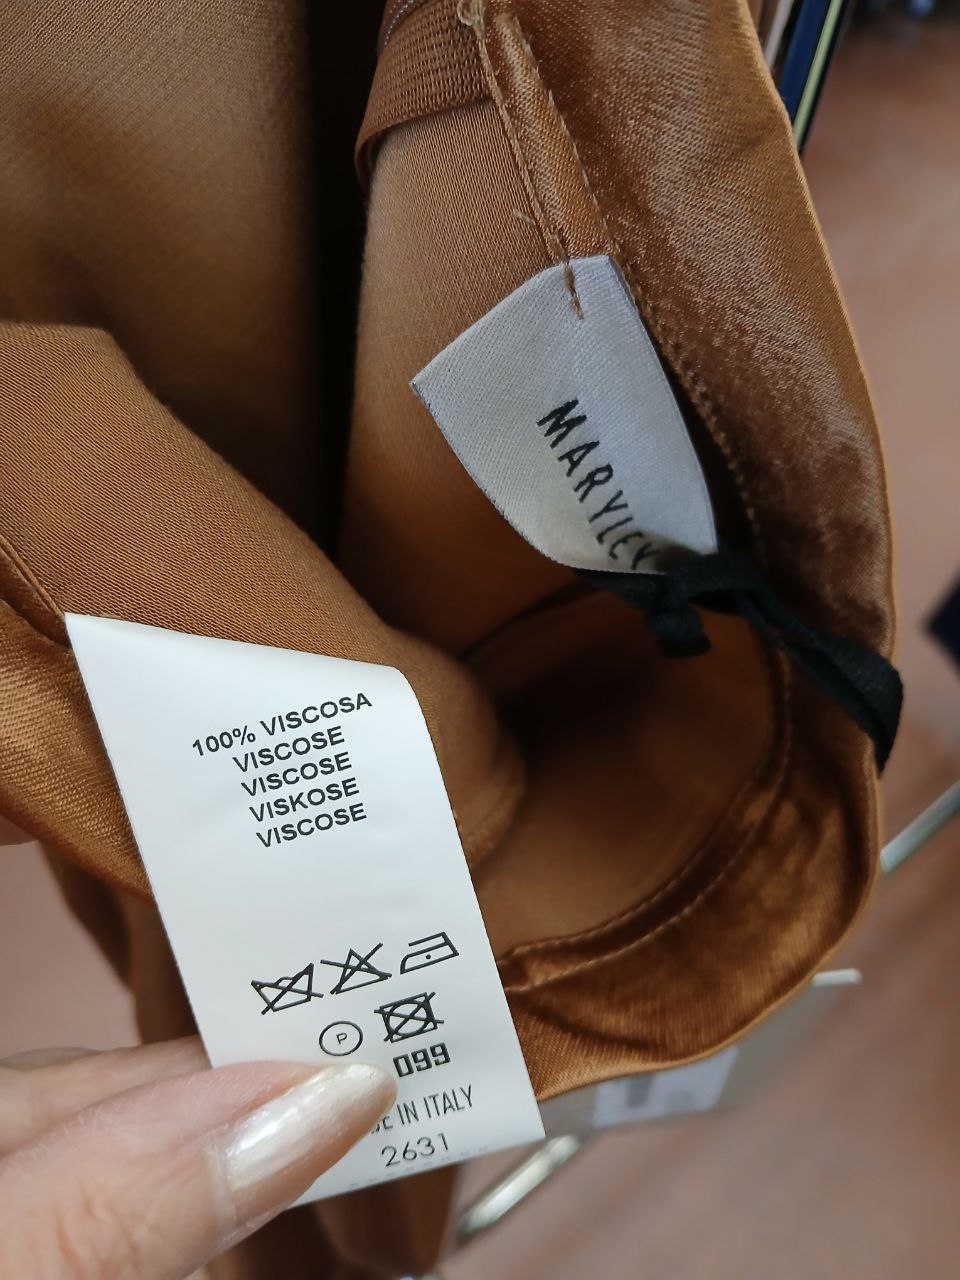 MARYLEY
100% VISCOSA
VISCOSE
VISCOSE
VISKOSE
VISCOSE
P
099
IN ITALY
2631